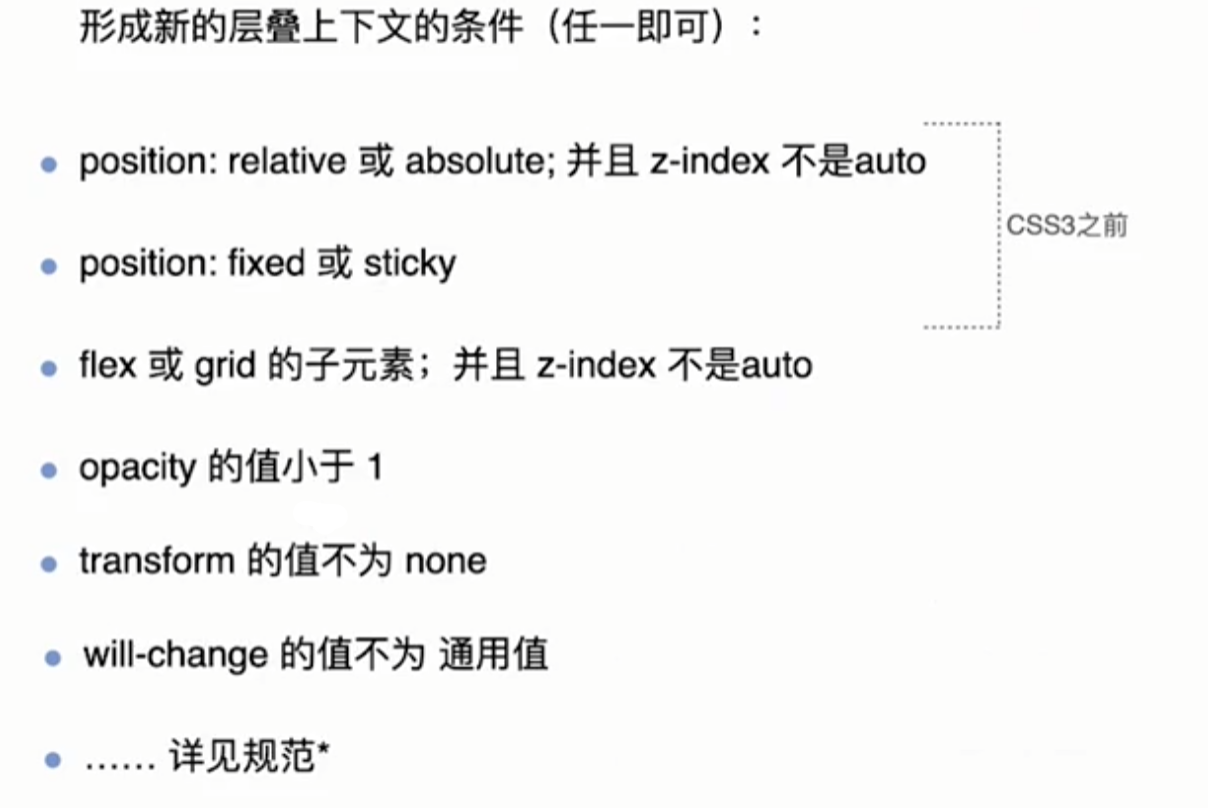 形成新的层叠上下文的条件（任一即可）：
position: relative 或 absolute; 并且 z-index 不是auto
CSS3之前
position: fixed 或 sticky
flex 或 grid 的子元素；并且 z-index 不是auto
opacity 的值小于 1
transform 的值不为 none
will-change 的值不为 通用值
…… 详见规范*